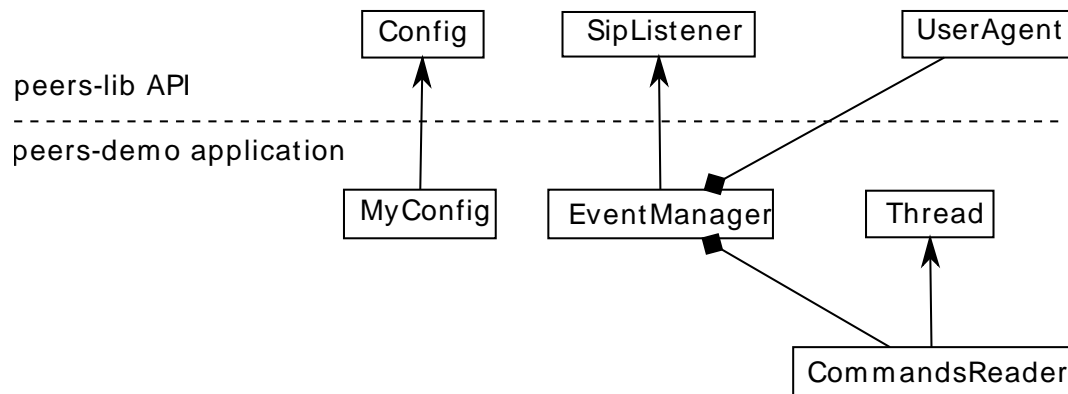 Config
SipListener
UserAgent
peers-lib API
peers-demo application
MyConfig
EventManager
Thread
CommandsReader